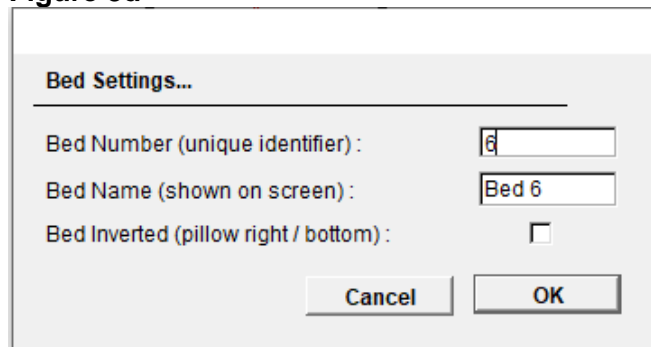 Bed Settings...
Bed Number (unique identifier) : 6
Bed Name (shown on screen) : Bed 6
Bed Inverted (pillow right / bottom) :
Cancel OK